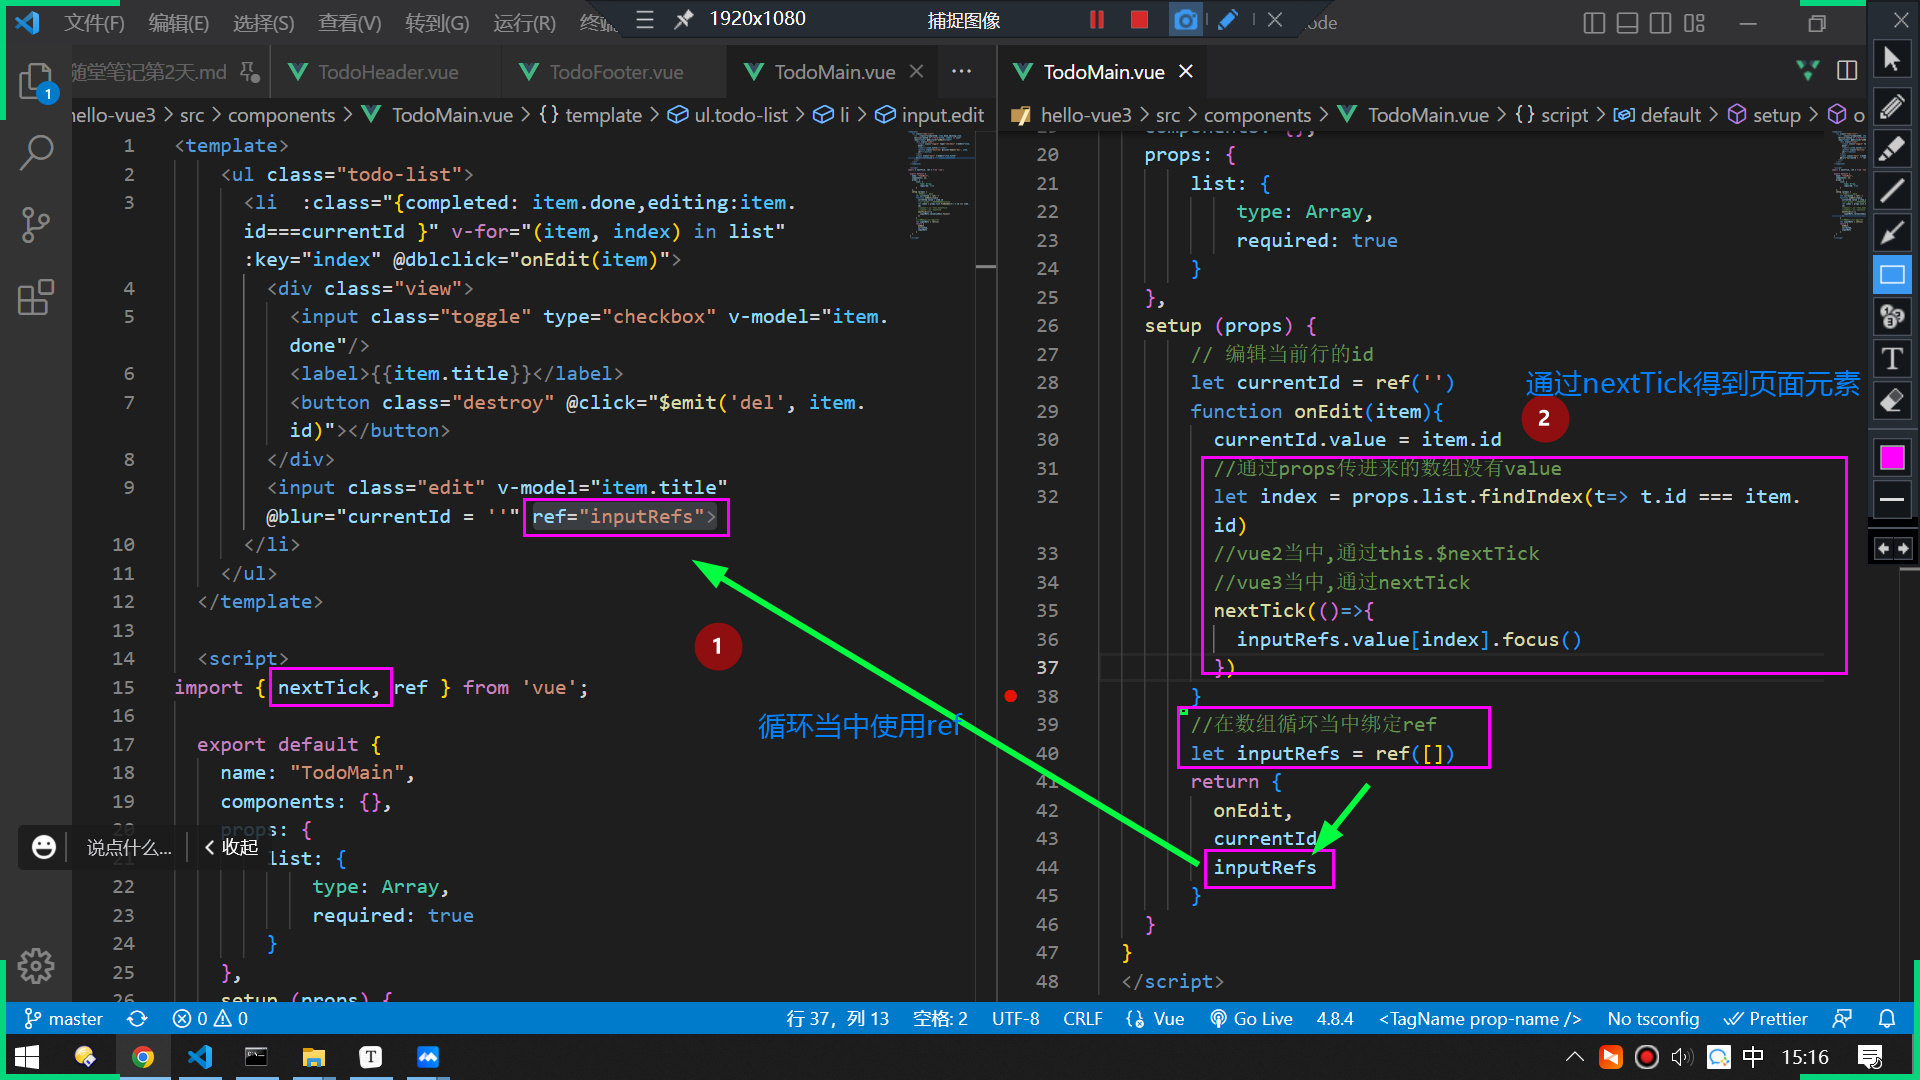 文件(F) 编辑(E) 选择(S) 查看(V) 转到(G) 运行(R) 终端
1920x1080 捕捉图像
ode
随堂笔记第2天.md TodoHeader.vue TodoFooter.vue TodoMain.vue
hello-vue3 > src > components > TodoMain.vue > {} template > ul.todo-list > li > input.edit
1 <template>
2 <ul class="todo-list">
3 <li  :class="{completed: item.done,editing:item.
id===currentId }" v-for="(item, index) in list"
:key="index" @dblclick="onEdit(item)">
4 <div class="view">
5 <input class="toggle" type="checkbox" v-model="item.
done"/>
6 <label>{{item.title}}</label>
7 <button class="destroy" @click="$emit('del', item.
id)"></button>
8 </div>
9 <input class="edit" v-model="item.title"
@blur="currentId = ''" ref="inputRefs">
10 </li>
11 </ul>
12 </template>
13
14 <script>
15 import { nextTick, ref } from 'vue';
16
17 export default {
18 name: "TodoMain",
19 components: {},
20 props: {
21 list: {
22 type: Array,
23 required: true
24 }
25 },
26 setup (props) {
1
循环当中使用ref
说点什么... < 收起
TodoMain.vue
hello-vue3 > src > components > TodoMain.vue > {} script > default > setup > o
19 components: {},
20 props: {
21 list: {
22 type: Array,
23 required: true
24 }
25 },
26 setup (props) {
27 // 编辑当前行的id
28 let currentId = ref('')
29 function onEdit(item){
30 currentId.value = item.id
31 //通过props传进来的数组没有value
32 let index = props.list.findIndex(t=> t.id === item.
id)
33 //vue2当中,通过this.$nextTick
34 //vue3当中,通过nextTick
35 nextTick(()=>{
36 inputRefs.value[index].focus()
37 })
38 }
39 //在数组循环当中绑定ref
40 let inputRefs = ref([])
41 return {
42 onEdit,
43 currentId
44 inputRefs
45 }
46 }
47 }
48 </script>
通过nextTick得到页面元素
2
T
master 0 0 行 37，列 13 空格: 2 UTF-8 CRLF Vue Go Live 4.8.4 <TagName prop-name /> No tsconfig Prettier
T 中 15:16